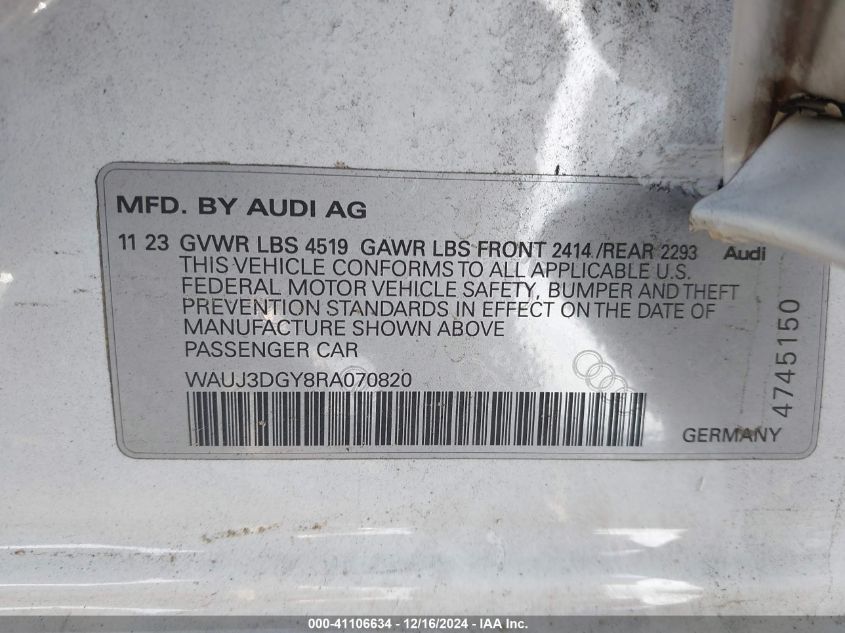 MFD. BY AUDI AG
11 23 GVWR LBS 4519 GAWR LBS FRONT 2414 /REAR 2293 Audi
THIS VEHICLE CONFORMS TO ALL APPLICABLE U.S.
FEDERAL MOTOR VEHICLE SAFETY, BUMPER AND THEFT
PREVENTION STANDARDS IN EFFECT ON THE DATE OF
MANUFACTURE SHOWN ABOVE
PASSENGER CAR
WAUJ3DGY8RA070820
GERMANY
4745150
000-41106634 / 12/16/2024 - IAA Inc.